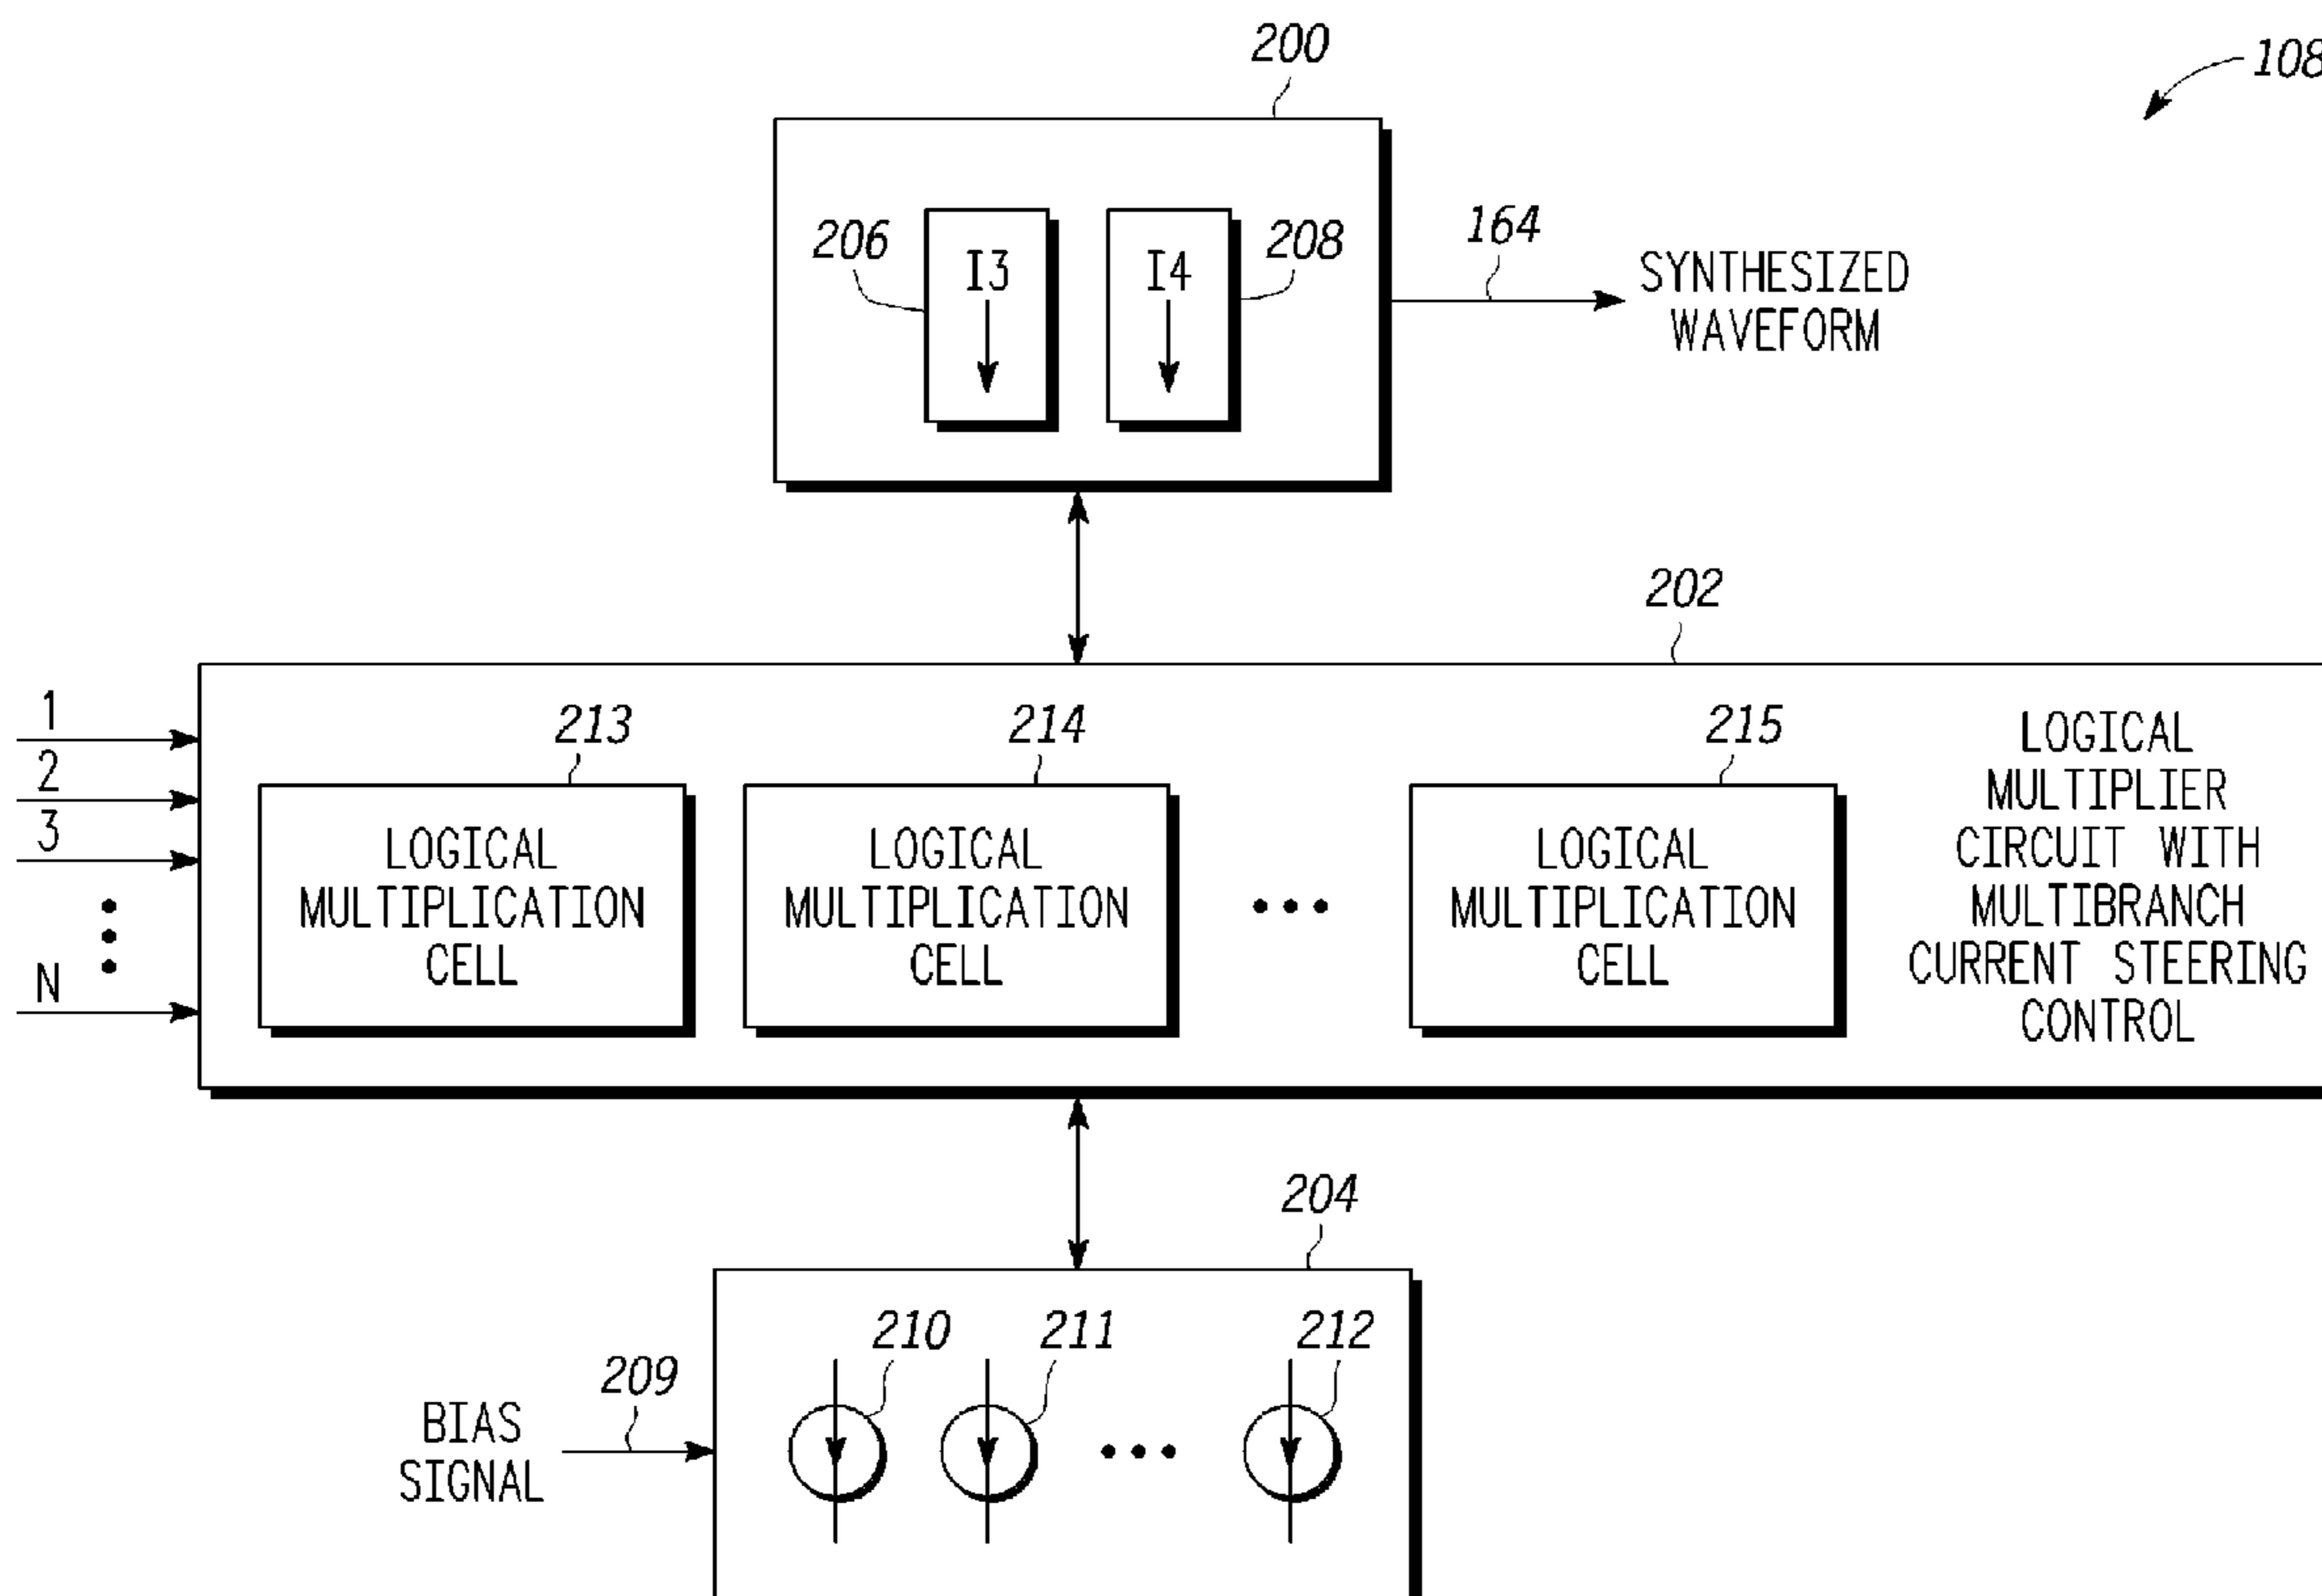 200
108
206
I3
I4
208
164
SYNTHESIZED
WAVEFORM
202
1
2
3
N
213
LOGICAL
MULTIPLICATION
CELL
214
LOGICAL
MULTIPLICATION
CELL
215
LOGICAL
MULTIPLICATION
CELL
LOGICAL
MULTIPLIER
CIRCUIT WITH
MULTIBRANCH
CURRENT STEERING
CONTROL
204
210
211
212
209
BIAS
SIGNAL